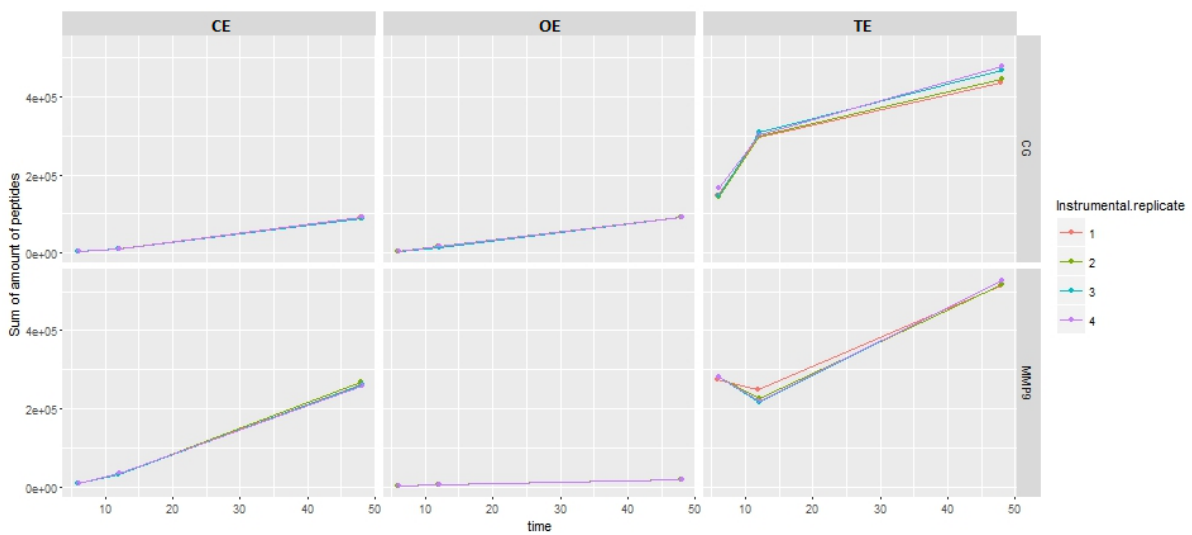 CE OE TE
Sum of amount of peptides
4e+05
2e+05
0e+00
CG
4e+05
2e+05
0e+00
MMP9
10 20 30 40 50 10 20 30 40 50 10 20 30 40 50
time
Instrumental.replicate
1
2
3
4